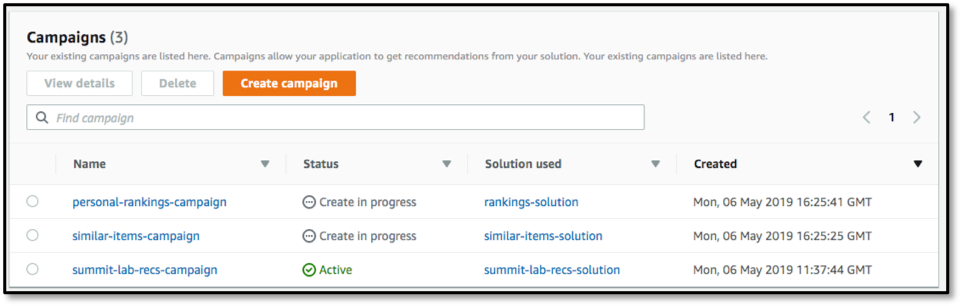 Campaigns (3)
Your existing campaigns are listed here. Campaigns allow your application to get recommendations from your solution. Your existing campaigns are listed here.
View details Delete Create campaign
Find campaign 1
Name Status Solution used Created
personal-rankings-campaign Create in progress rankings-solution Mon, 06 May 2019 16:25:41 GMT
similar-items-campaign Create in progress similar-items-solution Mon, 06 May 2019 16:25:25 GMT
summit-lab-recs-campaign Active summit-lab-recs-solution Mon, 06 May 2019 11:37:44 GMT